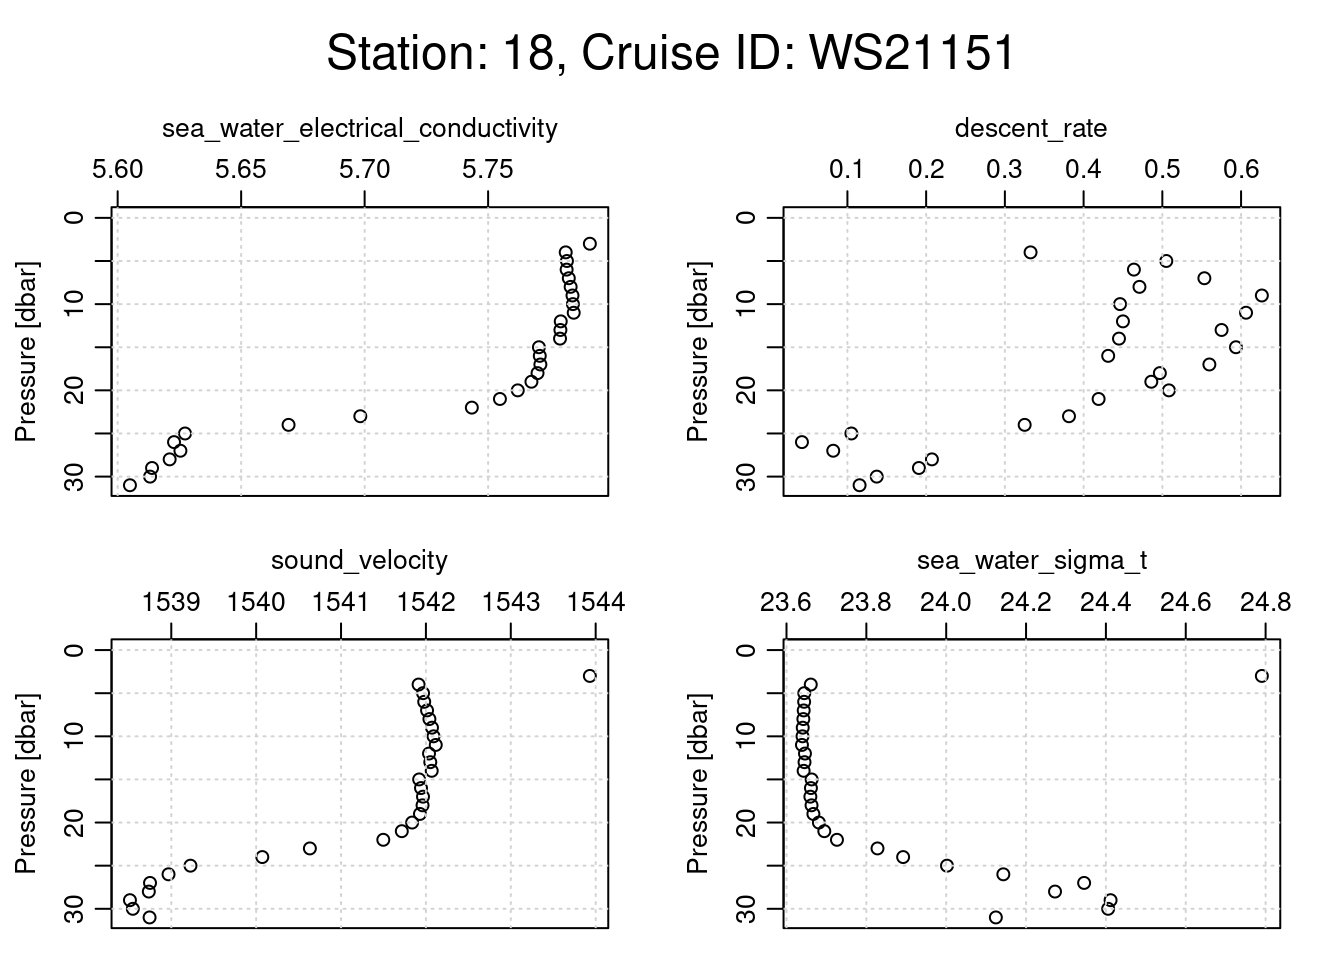 Station: 18, Cruise ID: WS21151
sea_water_electrical_conductivity
5.60 5.65 5.70 5.75
Pressure [dbar]
0
10
20
30
descent_rate
0.1 0.2 0.3 0.4 0.5 0.6
Pressure [dbar]
0
10
20
30
sound_velocity
1539 1540 1541 1542 1543 1544
Pressure [dbar]
0
10
20
30
sea_water_sigma_t
23.6 23.8 24.0 24.2 24.4 24.6 24.8
Pressure [dbar]
0
10
20
30